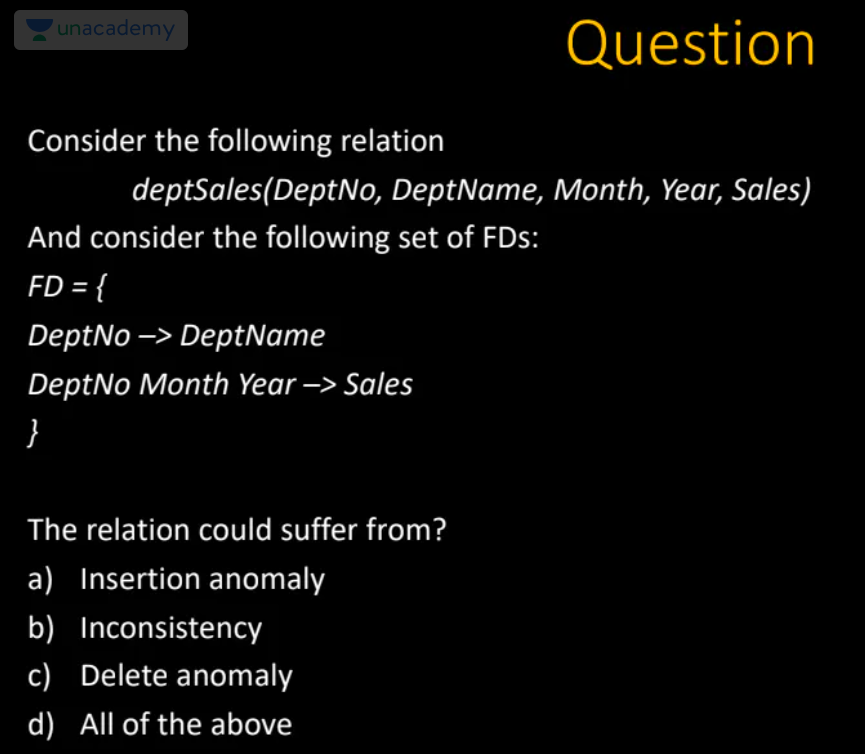 unacademy
Question
Consider the following relation
deptSales(DeptNo, DeptName, Month, Year, Sales)
And consider the following set of FDs:
FD = {
DeptNo –> DeptName
DeptNo Month Year –> Sales
}
The relation could suffer from?
a) Insertion anomaly
b) Inconsistency
c) Delete anomaly
d) All of the above